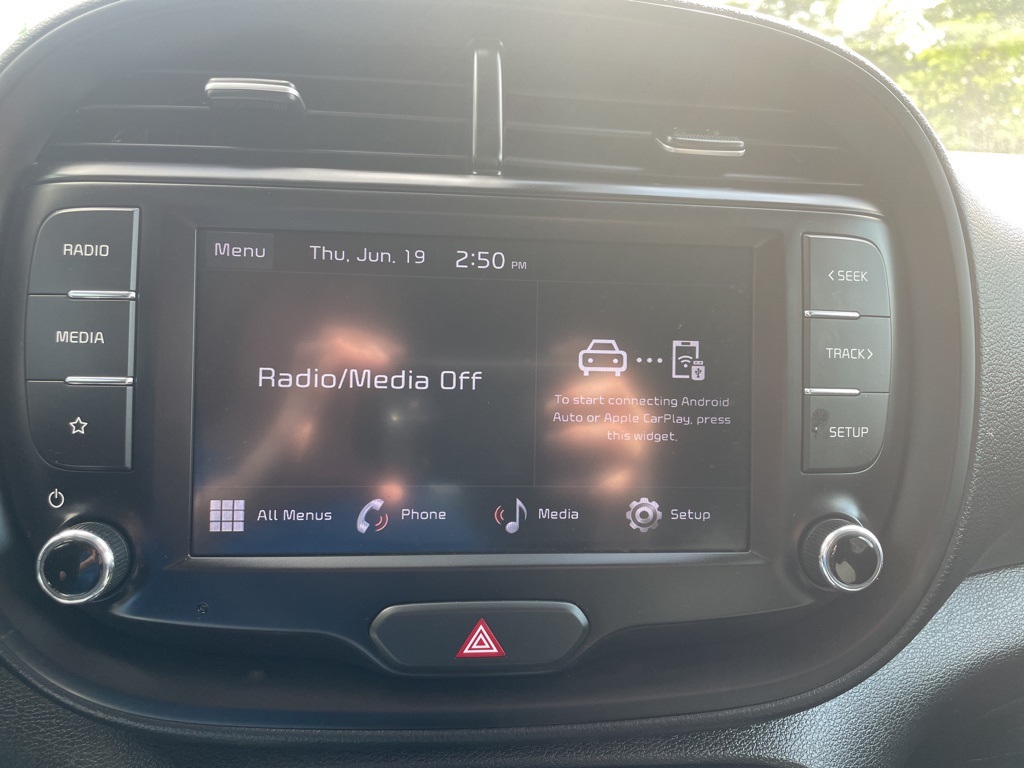 Menu
Thu, Jun. 19
2:50 PM
RADIO
MEDIA
Radio/Media Off
To start connecting Android
Auto or Apple CarPlay, press
this widget.
< SEEK
TRACK >
SETUP
All Menus
Phone
Media
Setup